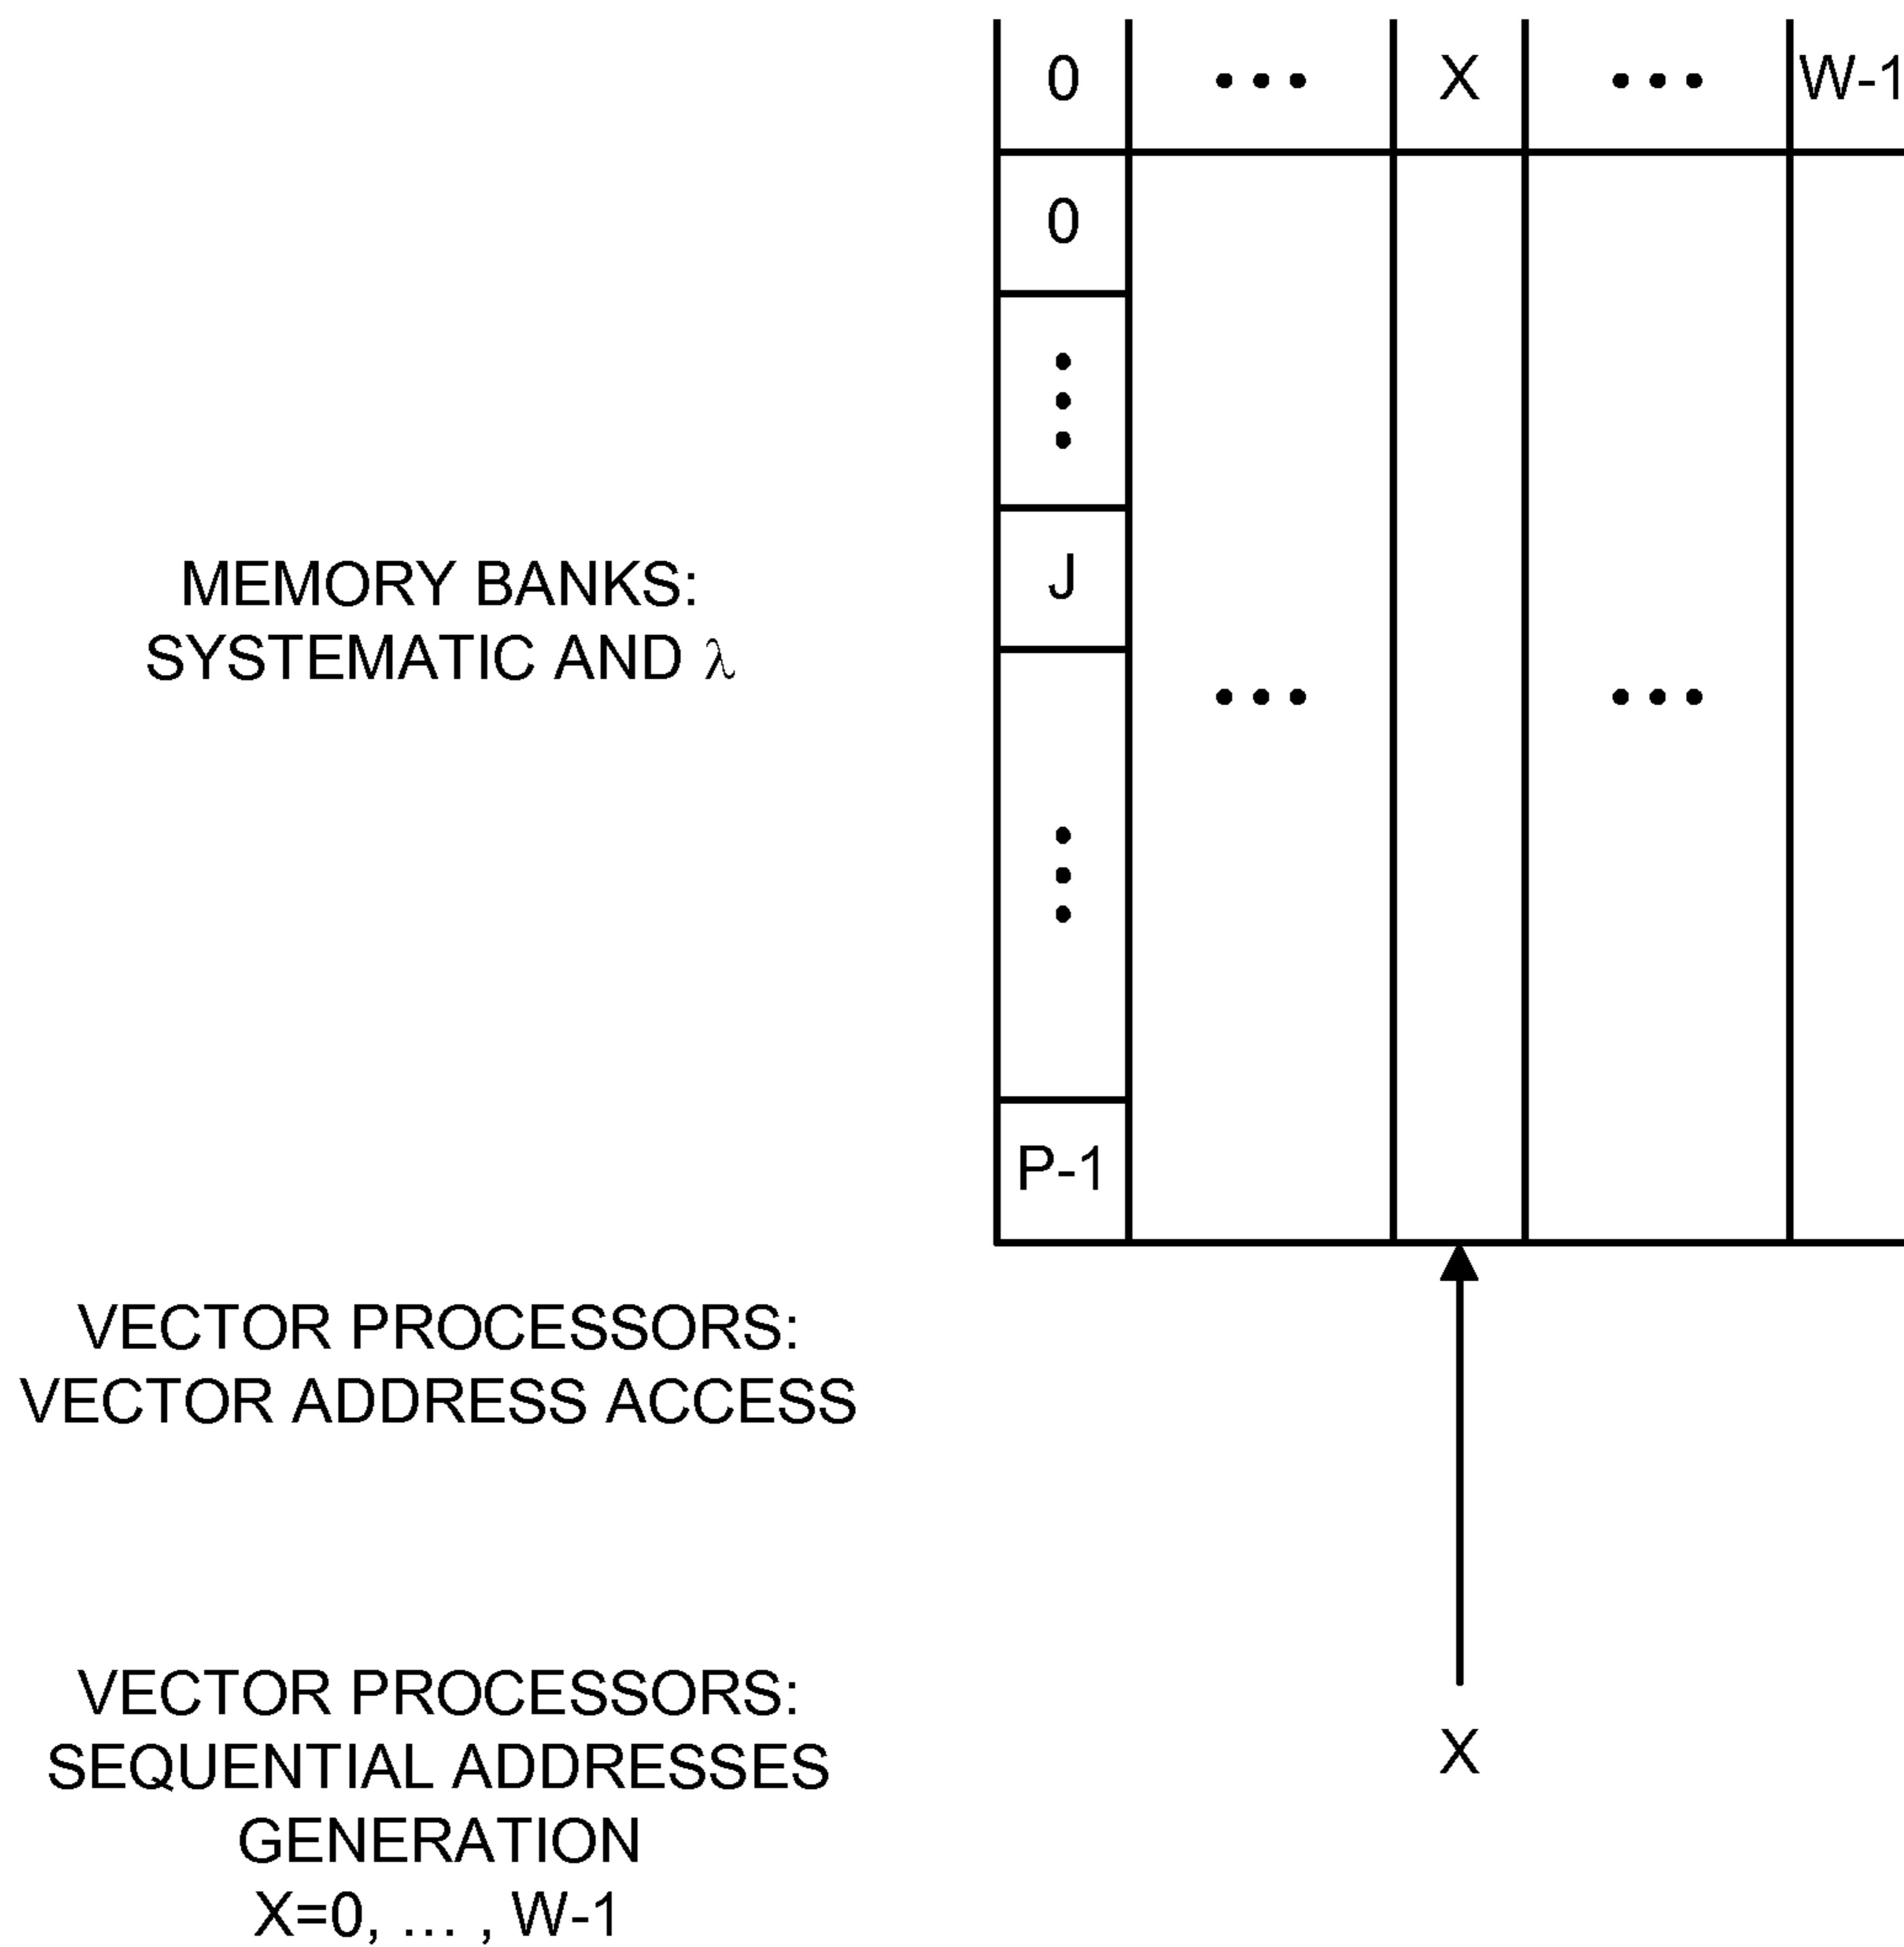 0 ••• X ••• W-1
0
⋮
J
MEMORY BANKS:
SYSTEMATIC AND λ
••• •••
⋮
P-1
VECTOR PROCESSORS:
VECTOR ADDRESS ACCESS
VECTOR PROCESSORS:
SEQUENTIAL ADDRESSES
GENERATION
X=0, ... , W-1
X